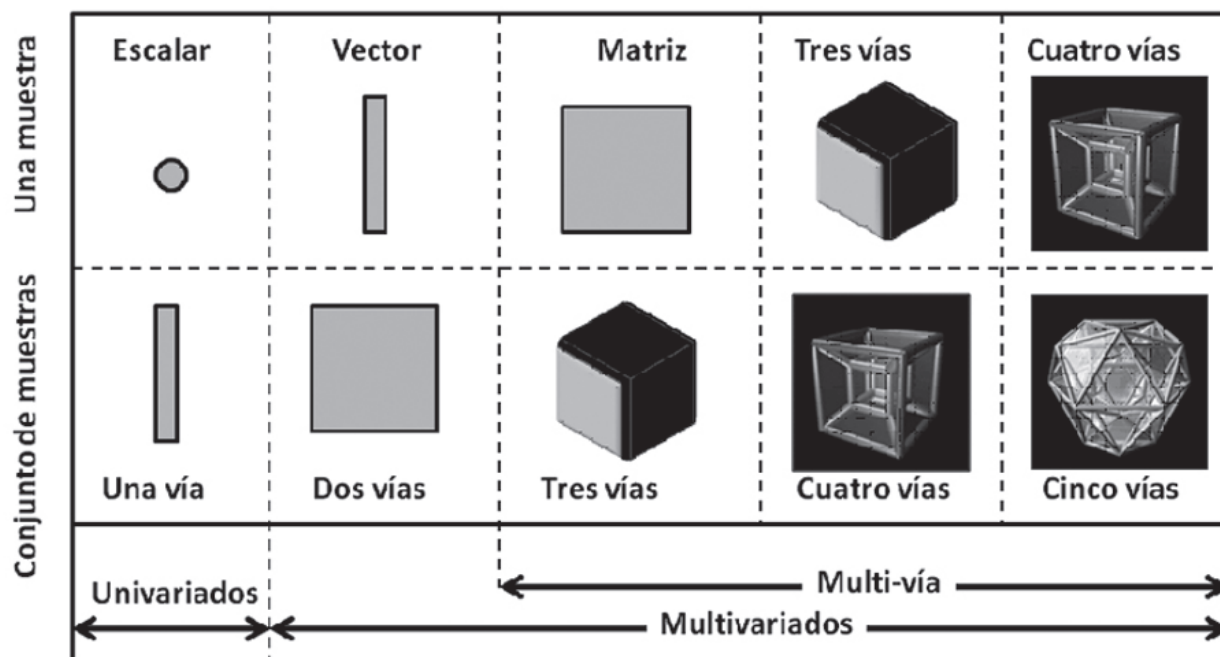 Una muestra
Escalar
Vector
Matriz
Tres vías
Cuatro vías
Conjunto de muestras
Una vía
Dos vías
Tres vías
Cuatro vías
Cinco vías
Univariados
Multi-vía
Multivariados